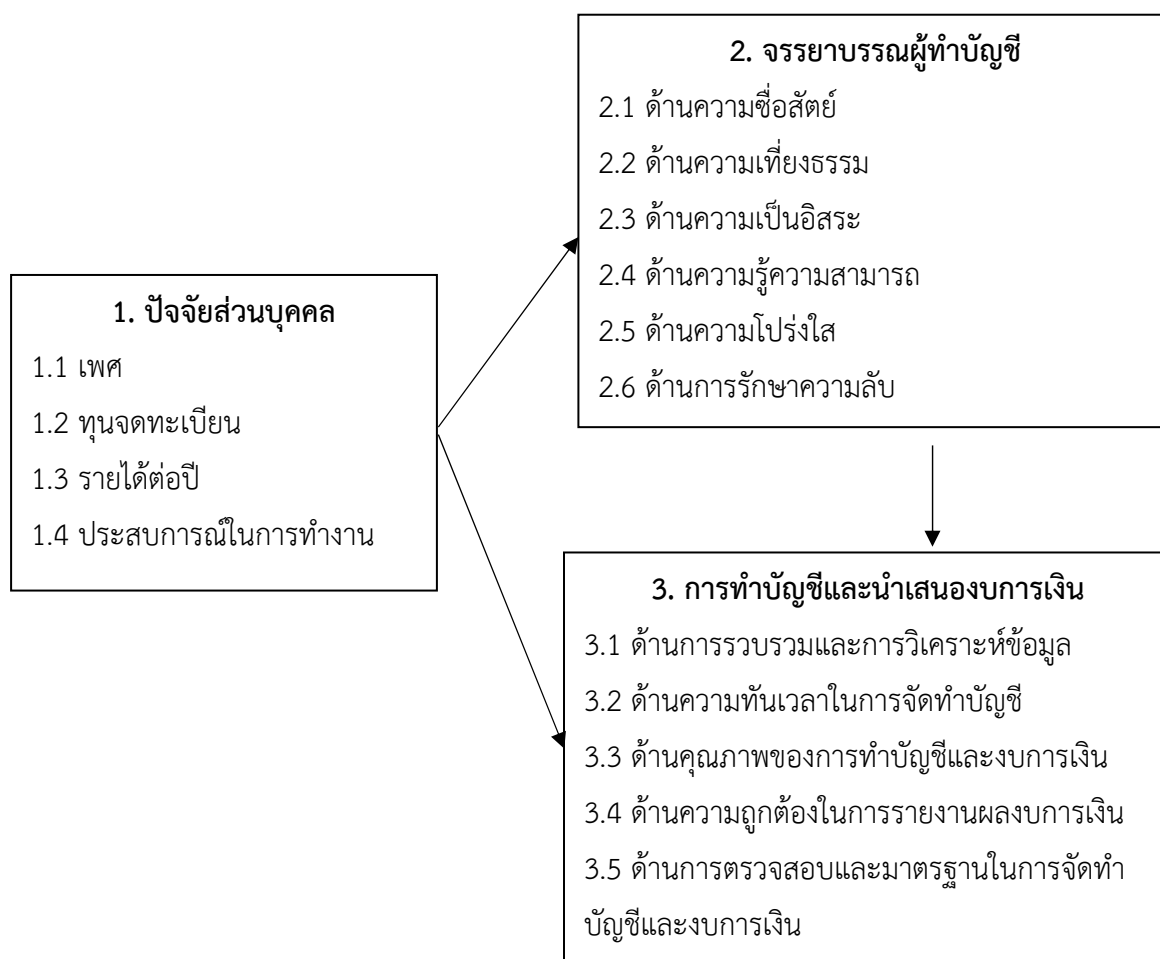 2. จรรยาบรรณผู้ทำบัญชี
2.1 ด้านความซื่อสัตย์
2.2 ด้านความเที่ยงธรรม
2.3 ด้านความเป็นอิสระ
2.4 ด้านความรู้ความสามารถ
2.5 ด้านความโปร่งใส
2.6 ด้านการรักษาความลับ
1. ปัจจัยส่วนบุคคล
1.1 เพศ
1.2 ทุนจดทะเบียน
1.3 รายได้ต่อปี
1.4 ประสบการณ์ในการทำงาน
3. การทำบัญชีและนำเสนองบการเงิน
3.1 ด้านการรวบรวมและการวิเคราะห์ข้อมูล
3.2 ด้านความทันเวลาในการจัดทำบัญชี
3.3 ด้านคุณภาพของการทำบัญชีและงบการเงิน
3.4 ด้านความถูกต้องในการรายงานผลงบการเงิน
3.5 ด้านการตรวจสอบและมาตรฐานในการจัดทำ
บัญชีและงบการเงิน